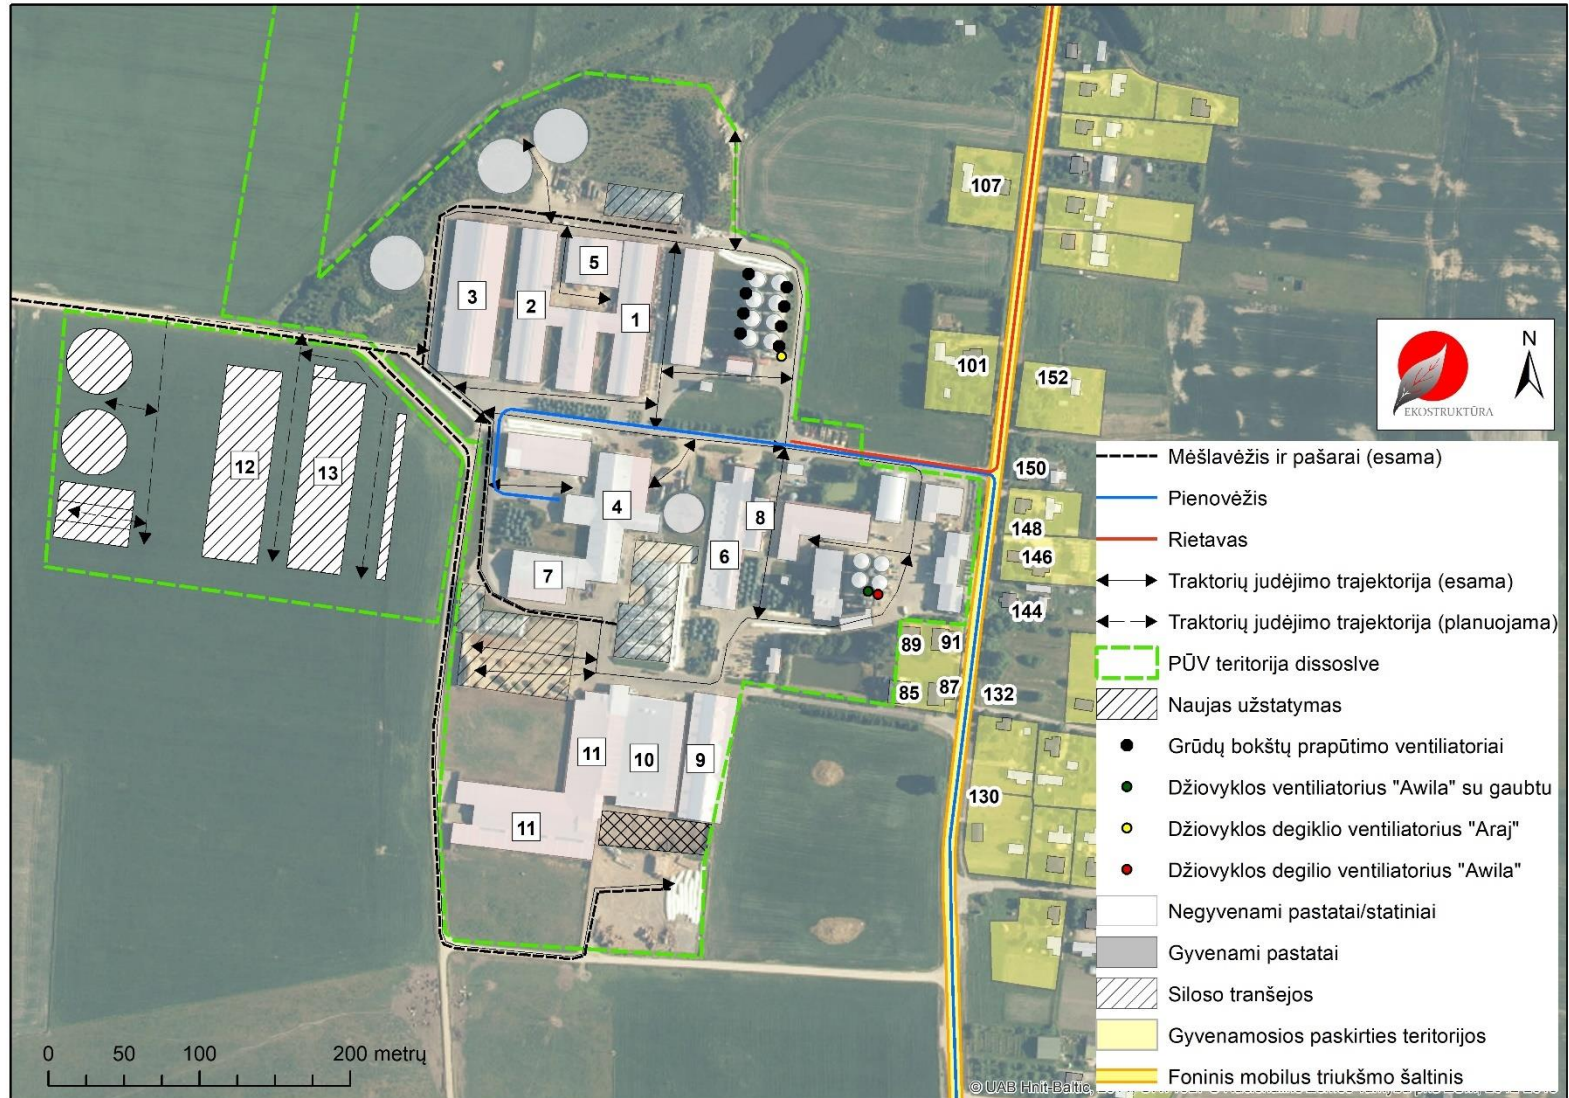 107
5
3
2
1
101
152
N
EKOSTRUKTŪRA
12
13
4
8
6
7
150
148
146
144
89
91
85
87
132
11
10
9
11
130
Mėšlavėžis ir pašarai (esama)
Pienovėžis
Rietavas
Traktorių judėjimo trajektorija (esama)
Traktorių judėjimo trajektorija (planuojama)
PŪV teritorija dissoslve
Naujas užstatymas
Grūdų bokštų prapūtimo ventiliatoriai
Džiovyklos ventiliatorius "Awila" su gaubtu
Džiovyklos degiklio ventiliatorius "Araj"
Džiovyklos degilio ventiliatorius "Awila"
Negyvenami pastatai/statiniai
Gyvenami pastatai
Siloso tranšejos
Gyvenamosios paskirties teritorijos
Foninis mobilus triukšmo šaltinis
0 50 100 200 metrų
© UAB Hnit-Baltic,